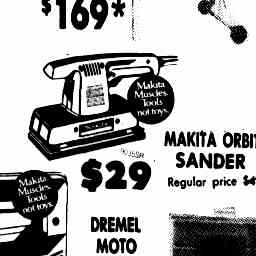 $169*
Makita
Muscles.
Tools
not toys.
$29
MAKITA ORBIT
SANDER
Regular price
Makita
Muscles.
Tools
not toys.
DREMEL
MOTO